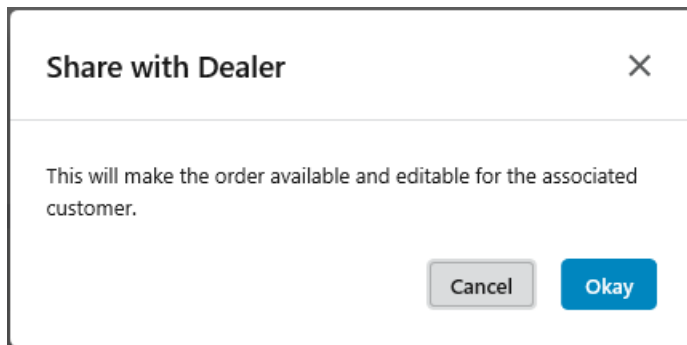 Share with Dealer
This will make the order available and editable for the associated
customer.
Cancel
Okay